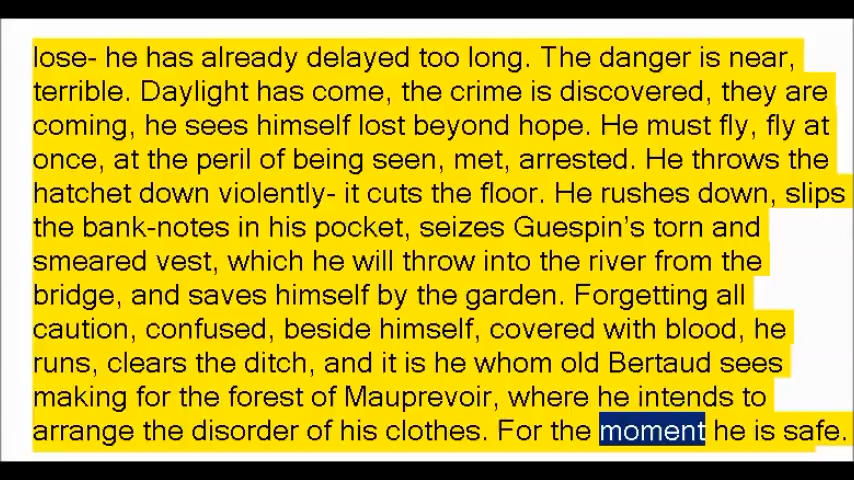 lose- he has already delayed too long. The danger is near,
terrible. Daylight has come, the crime is discovered, they are
coming, he sees himself lost beyond hope. He must fly, fly at
once, at the peril of being seen, met, arrested. He throws the
hatchet down violently- it cuts the floor. He rushes down, slips
the bank-notes in his pocket, seizes Guespin’s torn and
smeared vest, which he will throw into the river from the
bridge, and saves himself by the garden. Forgetting all
caution, confused, beside himself, covered with blood, he
runs, clears the ditch, and it is he whom old Bertaud sees
making for the forest of Mauprevoir, where he intends to
arrange the disorder of his clothes. For the moment he is safe.